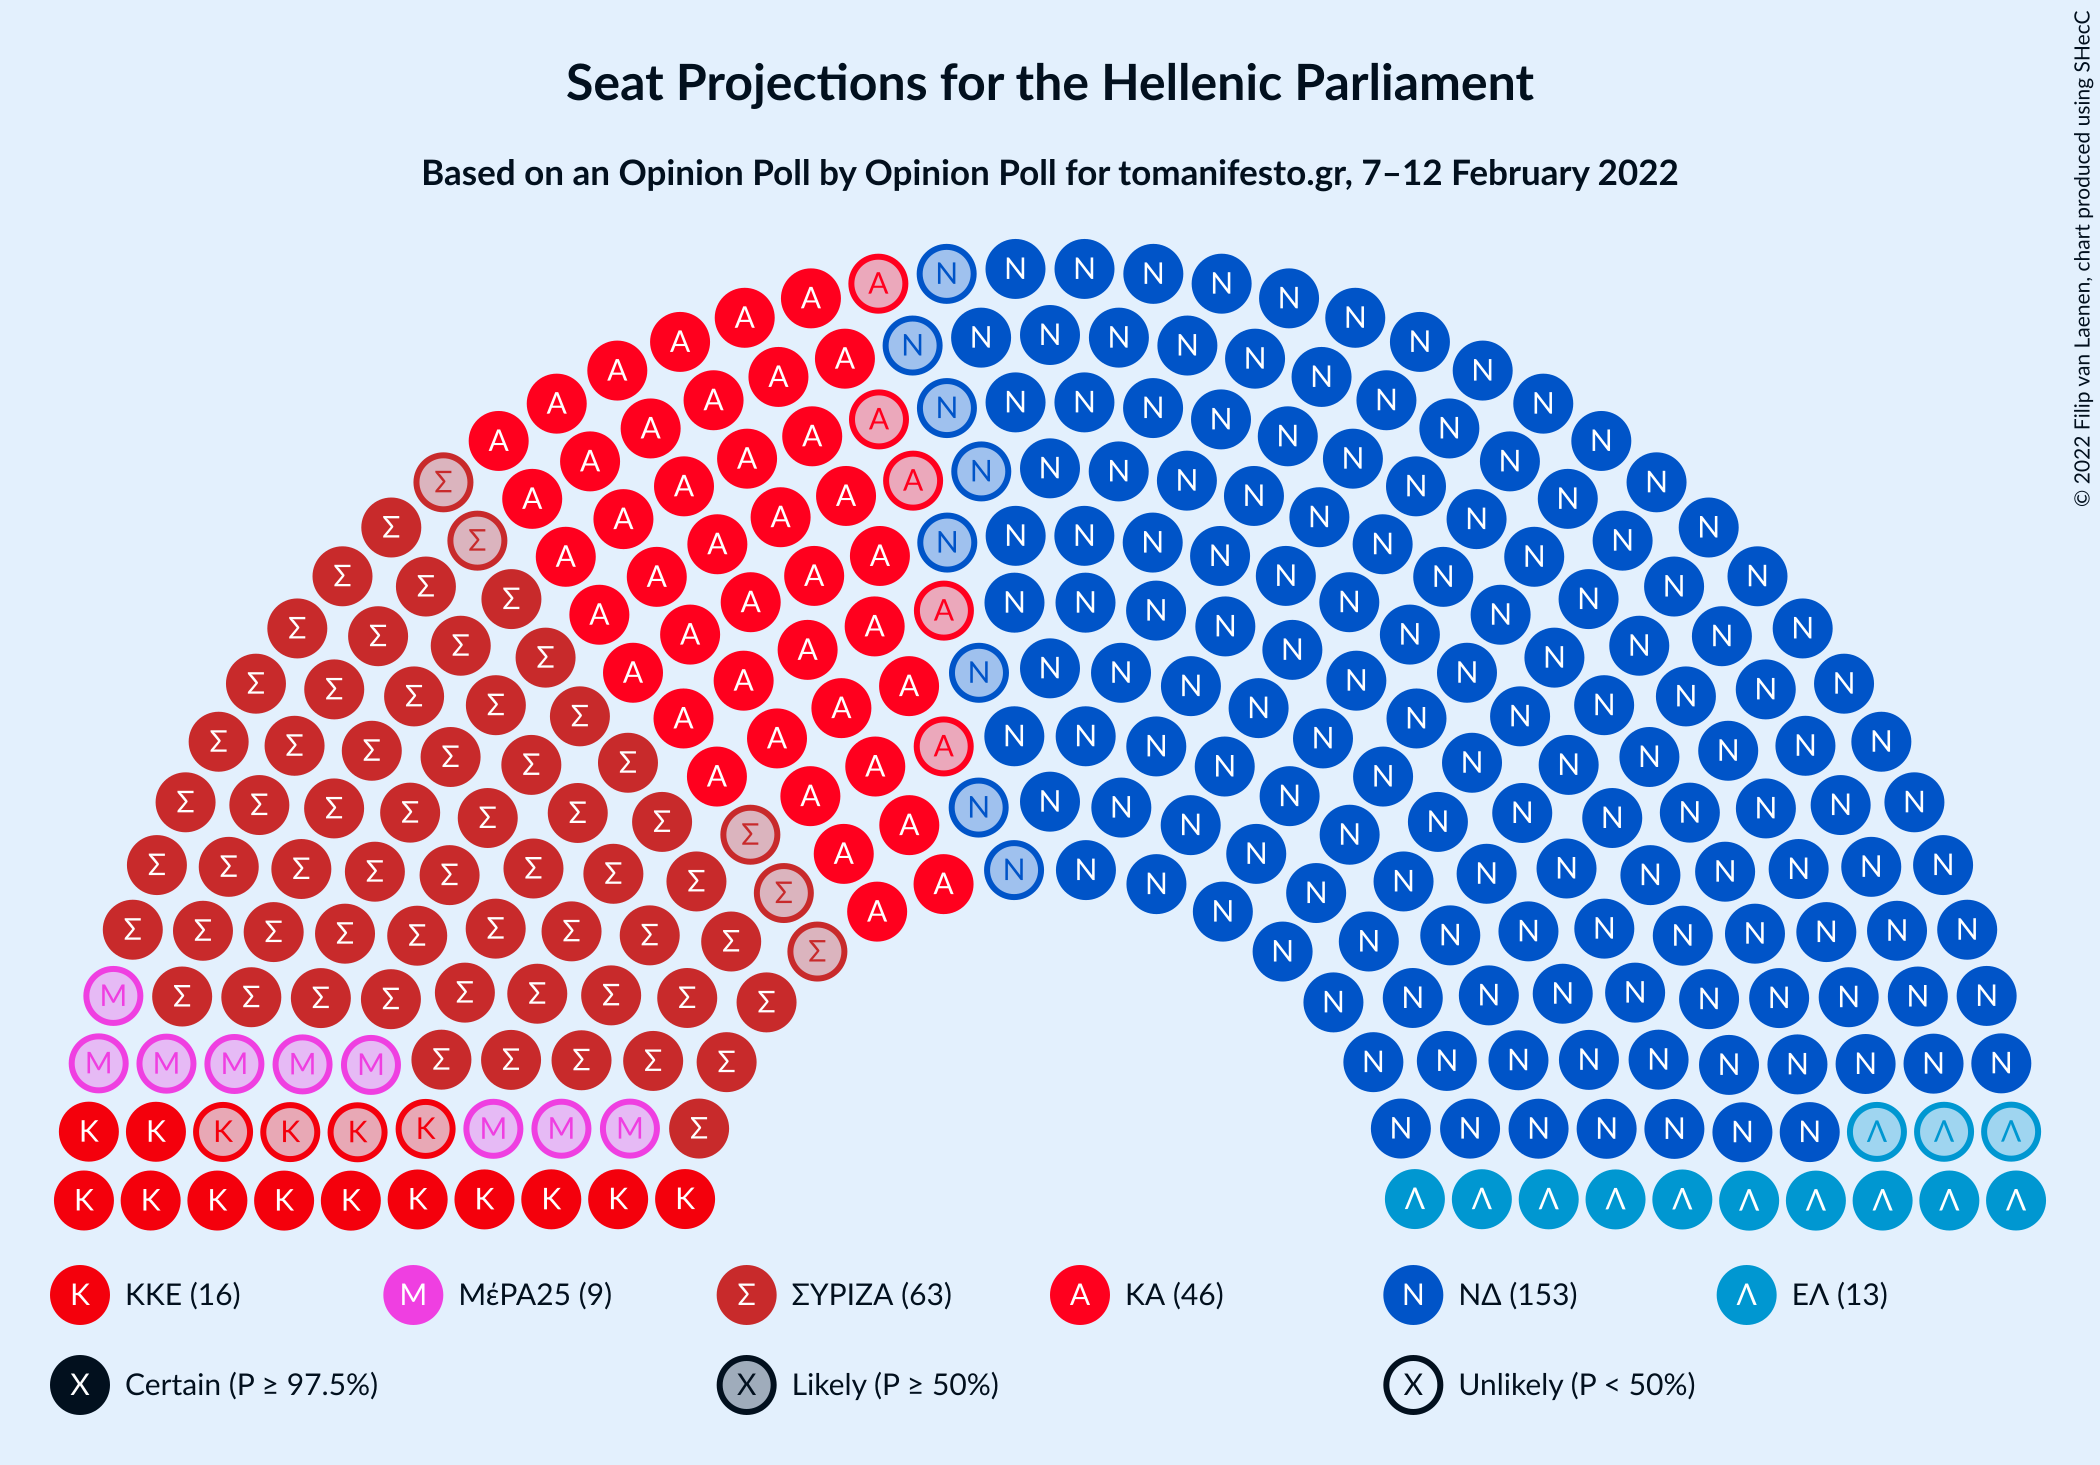 Seat Projections for the Hellenic Parliament
Based on an Opinion Poll by Opinion Poll for tomanifesto.gr, 7–12 February 2022
© 2022 Filip van Laenen, chart produced using SHecC
K ΚΚΕ (16) M ΜέΡΑ25 (9) Σ ΣΥΡΙΖΑ (63) A ΚΑ (46) N ΝΔ (153) Λ ΕΛ (13)
X Certain (P ≥ 97.5%) X Likely (P ≥ 50%) X Unlikely (P < 50%)